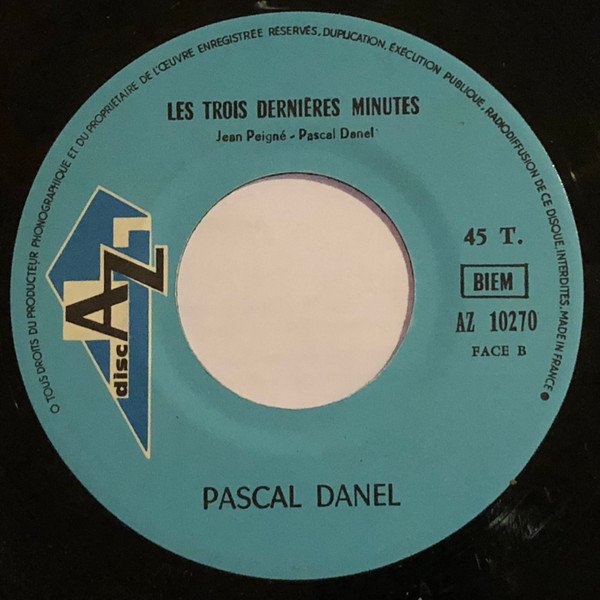 ○ TOUS DROITS DU PRODUCTEUR PHONOGRAPHIQUE ET DU PROPRIÉTAIRE DE L'ŒUVRE ENREGISTRÉE RÉSERVÉS, DUPLICATION, EXÉCUTION PUBLIQUE, RADIODIFFUSION DE CE DISQUE INTERDITES. MADE IN FRANCE ●
LES TROIS DERNIÈRES MINUTES
Jean Peigné - Pascal Danel
disc AZ
45 T.
BIEM
AZ 10270
FACE B
PASCAL DANEL